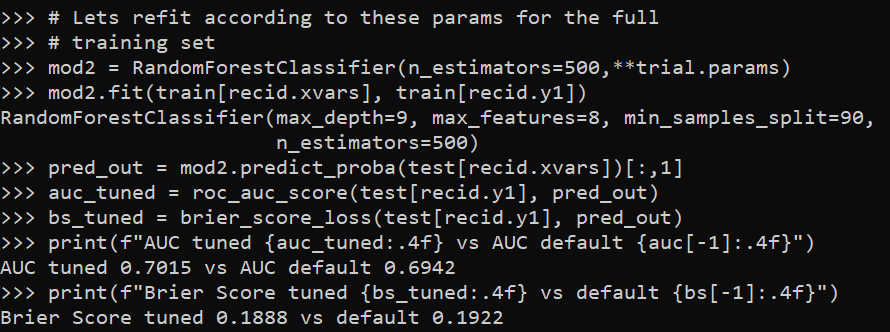 >>> # Lets refit according to these params for the full
>>> # training set
>>> mod2 = RandomForestClassifier(n_estimators=500,**trial.params)
>>> mod2.fit(train[recid.xvars], train[recid.y1])
RandomForestClassifier(max_depth=9, max_features=8, min_samples_split=90,
                       n_estimators=500)
>>> pred_out = mod2.predict_proba(test[recid.xvars])[:,1]
>>> auc_tuned = roc_auc_score(test[recid.y1], pred_out)
>>> bs_tuned = brier_score_loss(test[recid.y1], pred_out)
>>> print(f"AUC tuned {auc_tuned:.4f} vs AUC default {auc[-1]:.4f}")
AUC tuned 0.7015 vs AUC default 0.6942
>>> print(f"Brier Score tuned {bs_tuned:.4f} vs default {bs[-1]:.4f}")
Brier Score tuned 0.1888 vs default 0.1922